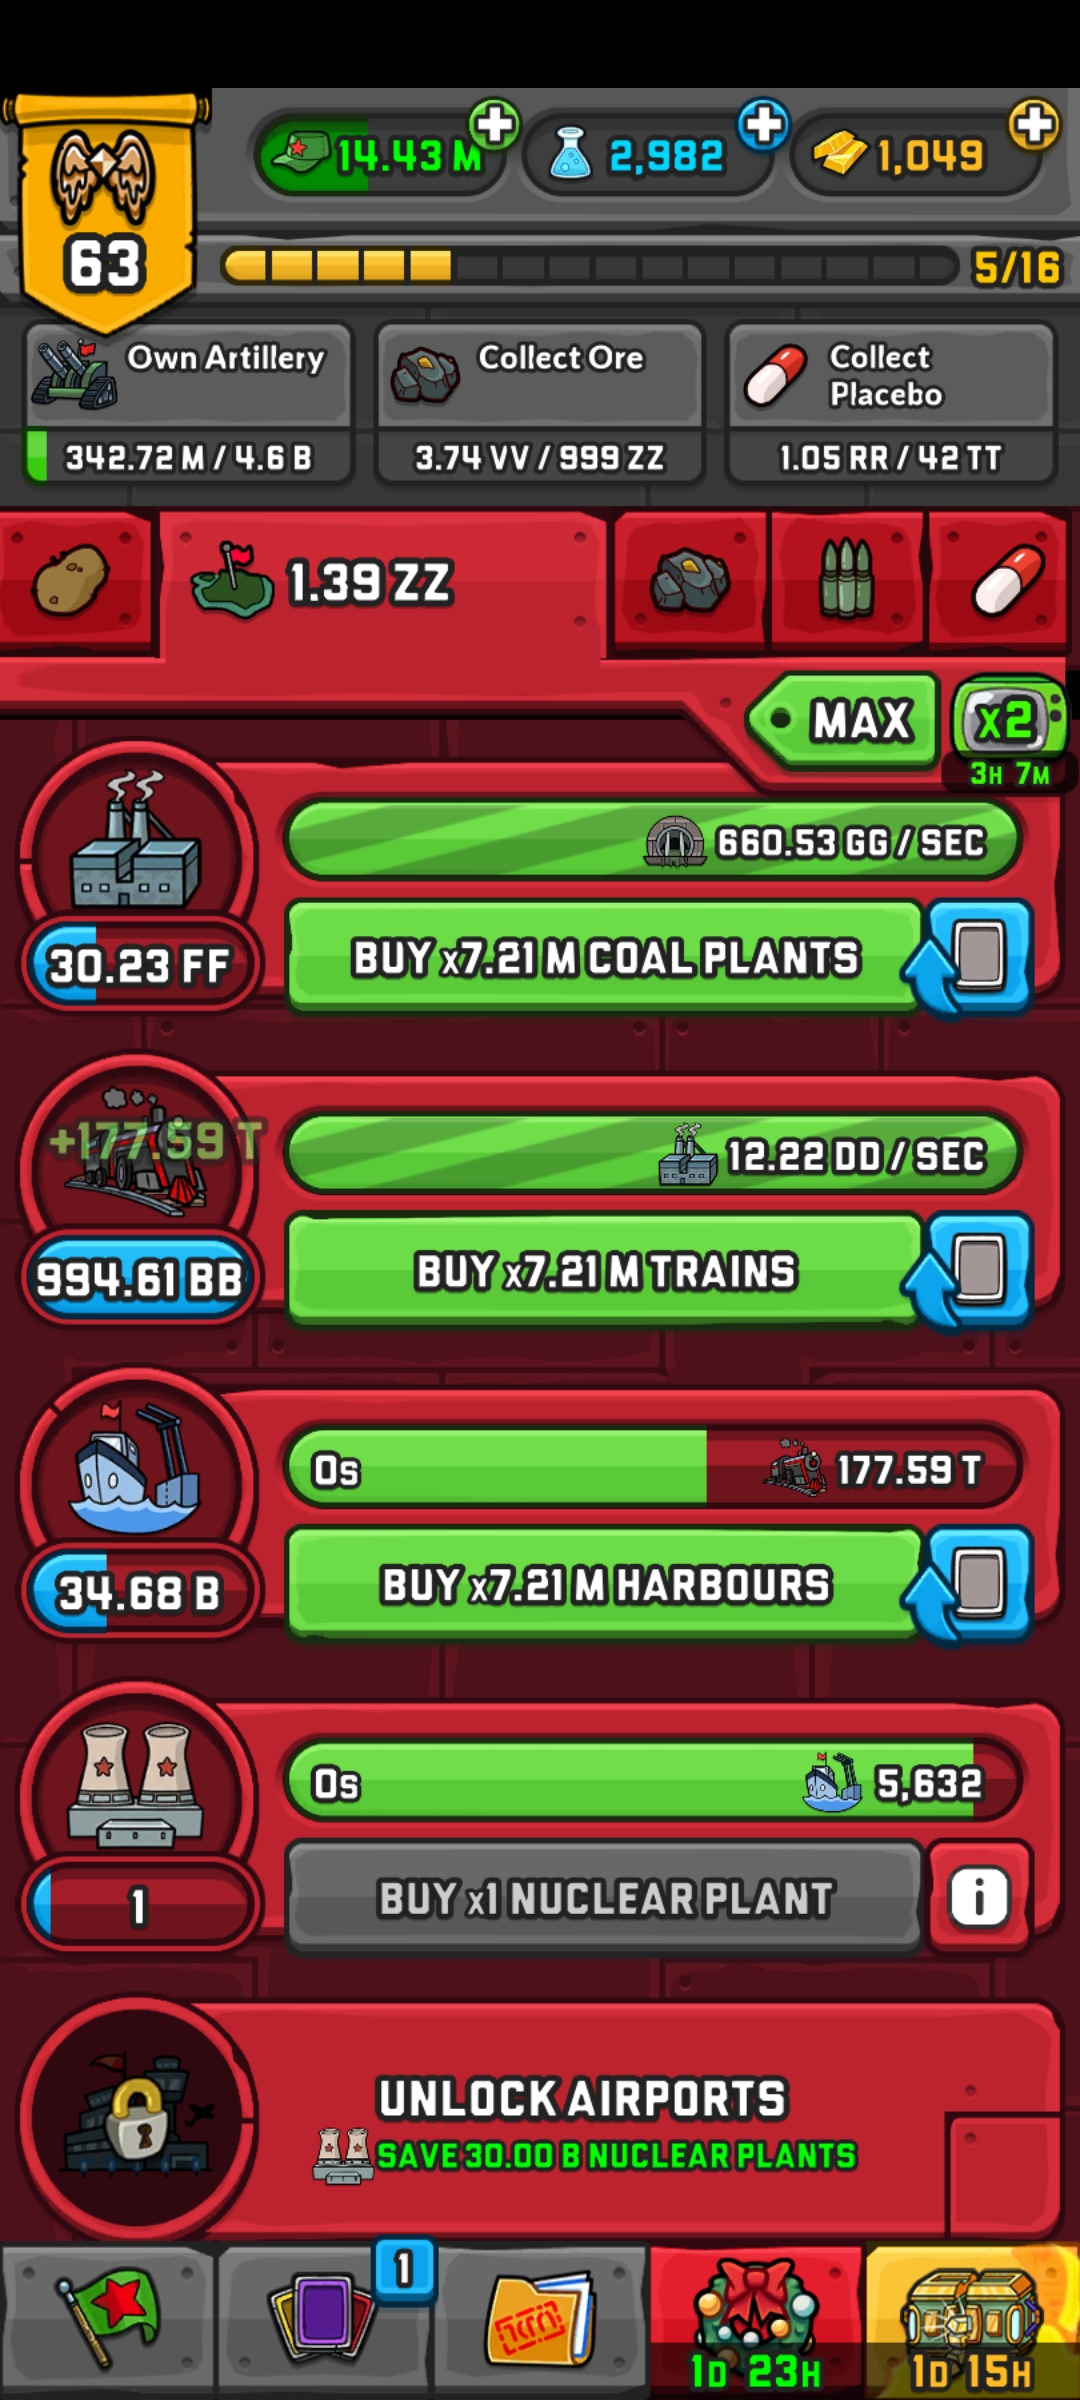 14.43 M
2,982
1,049
63
5/16
Own Artillery
342.72 M / 4.6 B
Collect Ore
3.74 VV / 999 ZZ
Collect
Placebo
1.05 RR / 42 TT
1.39 ZZ
MAX
x2
3H 7M
660.53 GG / SEC
30.23 FF
BUY x7.21 M COAL PLANTS
+177.59 T
12.22 DD / SEC
994.61 BB
BUY x7.21 M TRAINS
0s
177.59 T
34.68 B
BUY x7.21 M HARBOURS
0s
5,632
1
BUY x1 NUCLEAR PLANT
i
UNLOCK AIRPORTS
SAVE 30.00 B NUCLEAR PLANTS
1
1D 23H
1D 15H